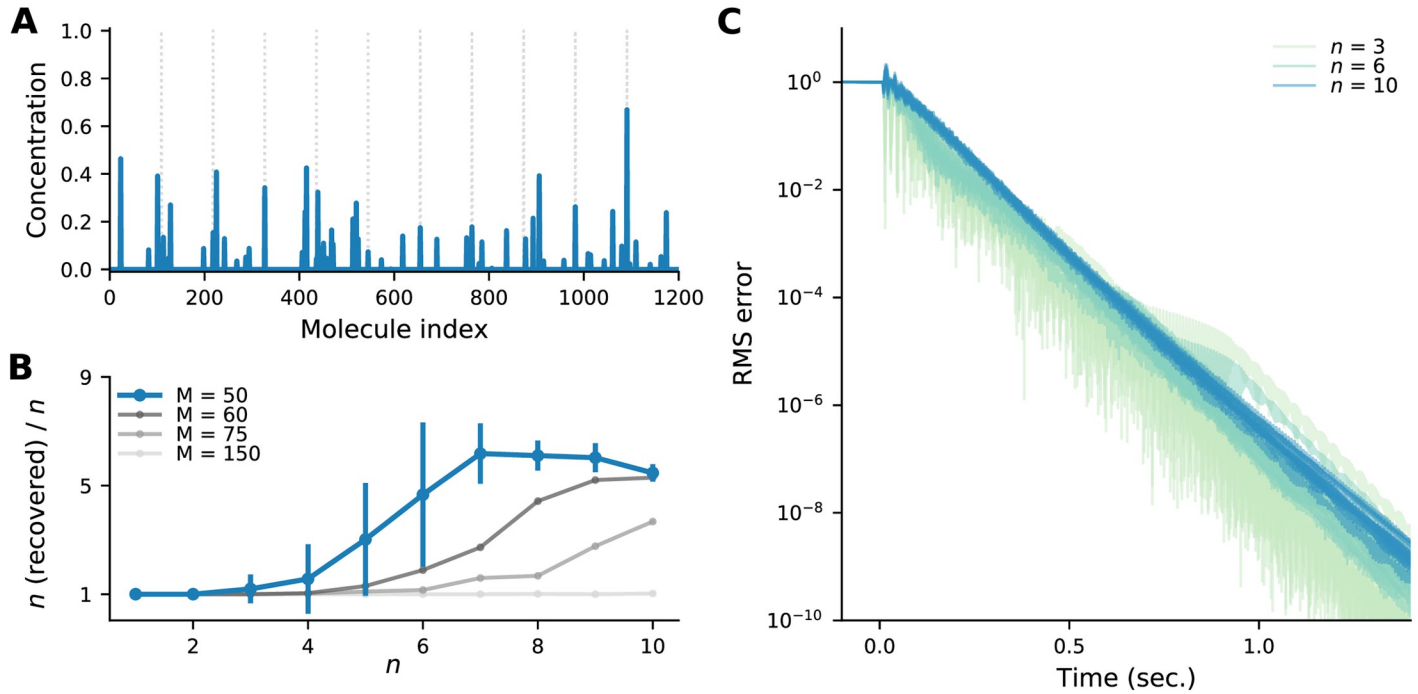 A
1.0
0.8
0.6
0.4
0.2
0.0
Concentration
0 200 400 600 800 1000 1200
Molecule index
B
9
5
1
n (recovered) / n
M = 50
M = 60
M = 75
M = 150
2 4 6 8 10
n
C
10⁰
10⁻²
10⁻⁴
10⁻⁶
10⁻⁸
10⁻¹⁰
RMS error
n = 3
n = 6
n = 10
0.0 0.5 1.0
Time (sec.)